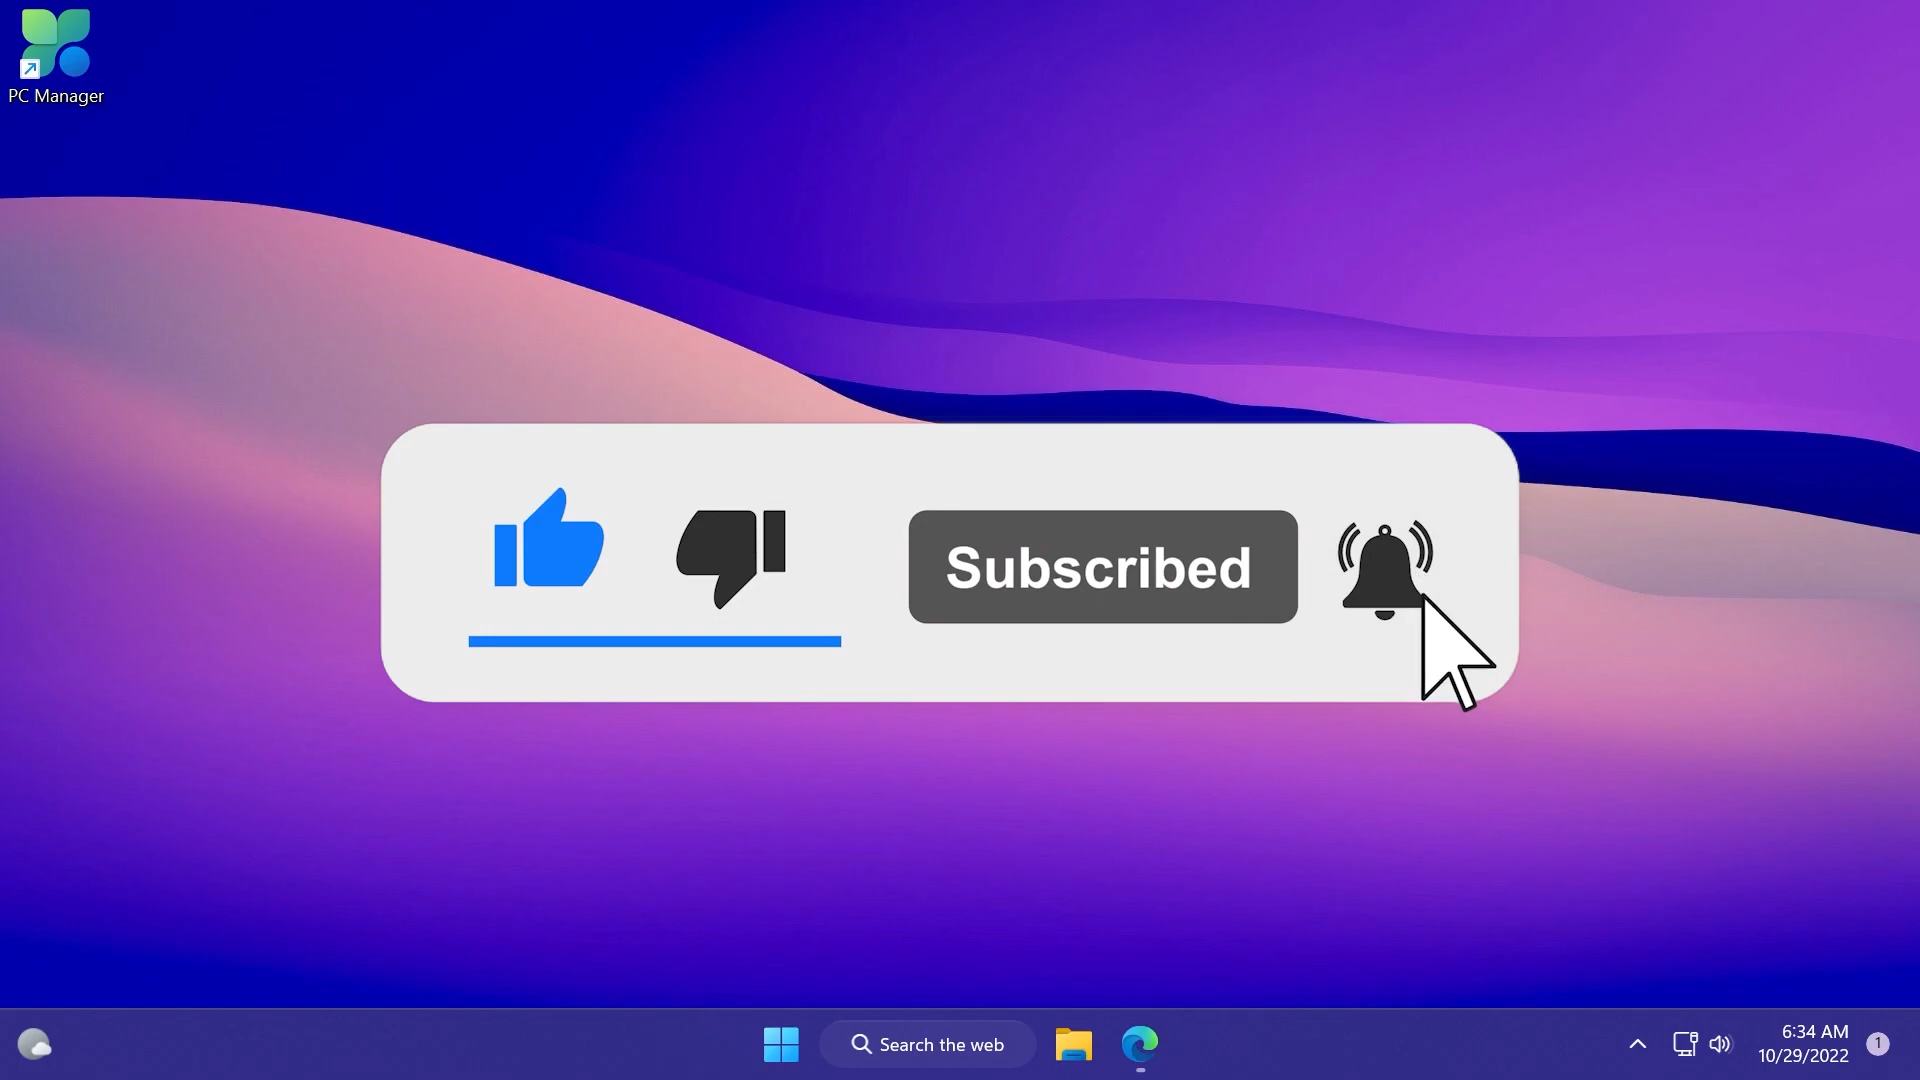 PC Manager
Subscribed
Search the web
6:34 AM
10/29/2022
1